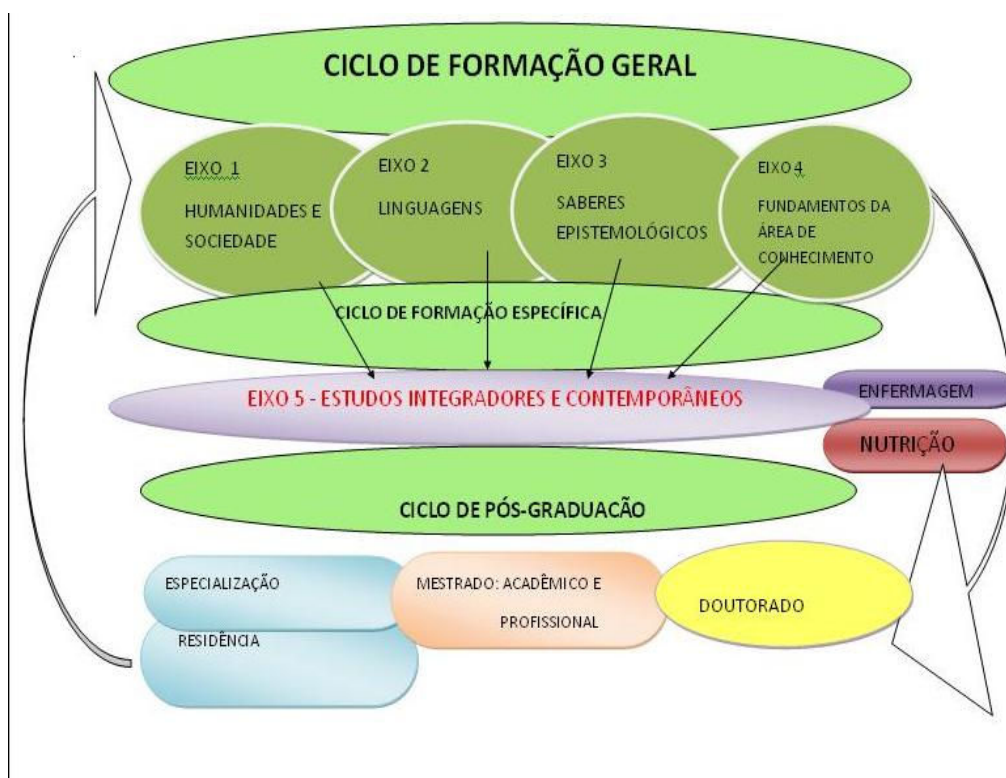 CICLO DE FORMAÇÃO GERAL
EIXO 1
HUMANIDADES E
SOCIEDADE
EIXO 2
LINGUAGENS
EIXO 3
SABERES
EPISTEMOLÓGICOS
EIXO 4
FUNDAMENTOS DA
ÁREA DE
CONHECIMENTO
CICLO DE FORMAÇÃO ESPECÍFICA
EIXO 5 - ESTUDOS INTEGRADORES E CONTEMPORÂNEOS
ENFERMAGEM
NUTRIÇÃO
CICLO DE PÓS-GRADUACÃO
ESPECIALIZAÇÃO
RESIDÊNCIA
MESTRADO: ACADÊMICO E
PROFISSIONAL
DOUTORADO